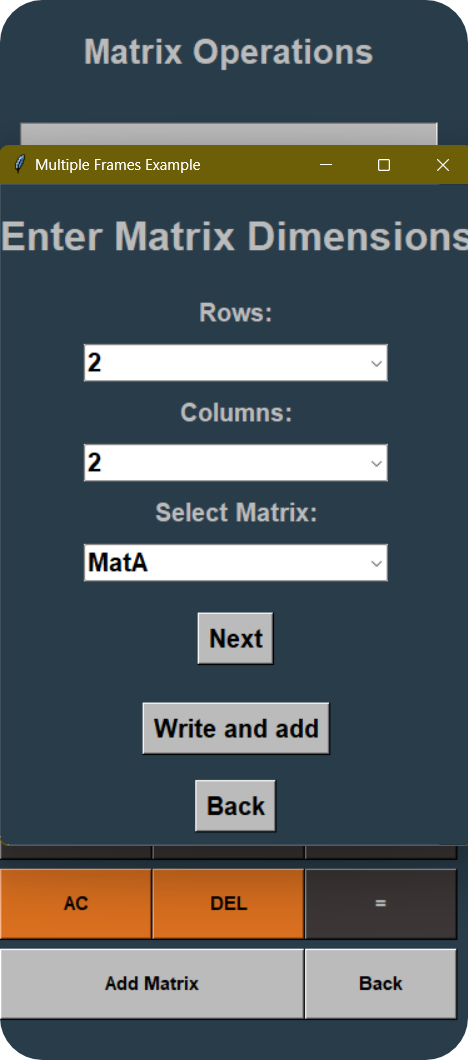 Matrix Operations
Multiple Frames Example
Enter Matrix Dimensions
Rows:
2
Columns:
2
Select Matrix:
MatA
Next
Write and add
Back
AC DEL =
Add Matrix Back